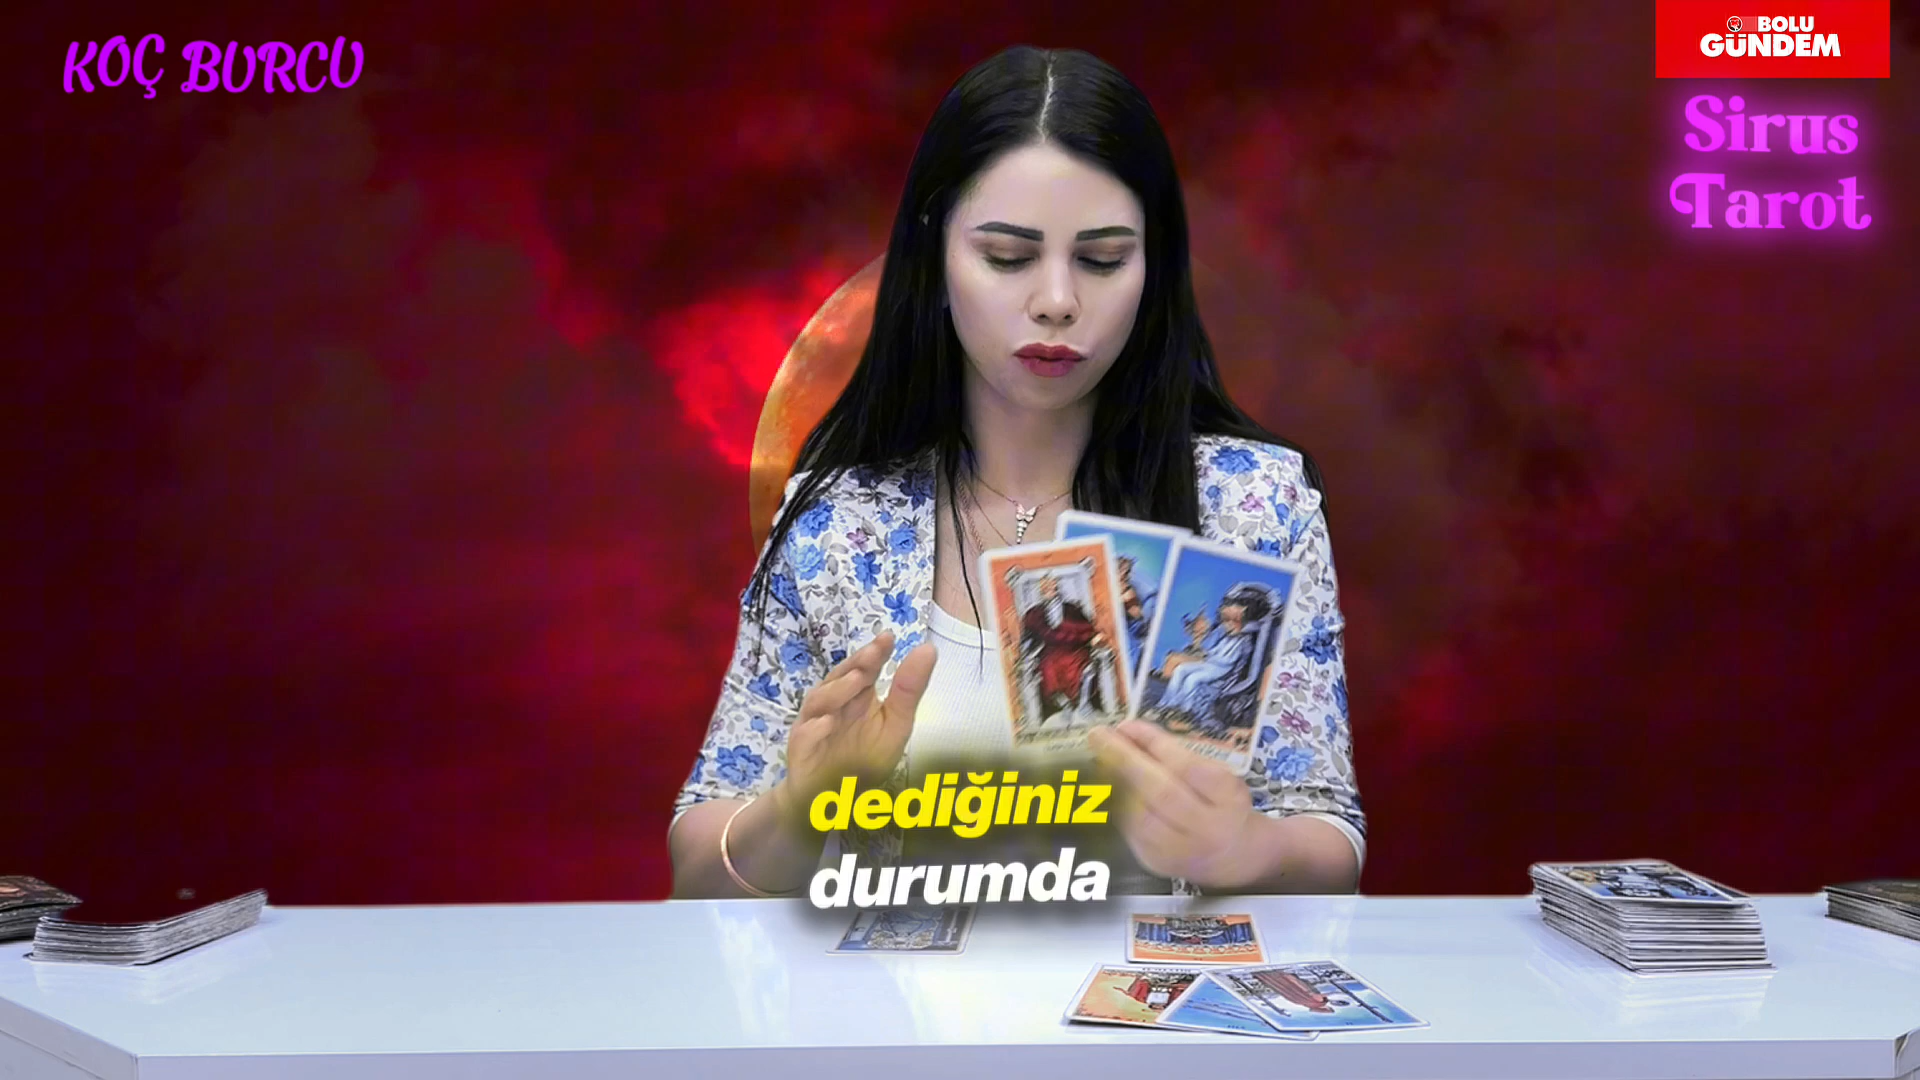 KOÇ BURCU
BOLU
GÜNDEM
Sirus
Tarot
dediğiniz
durumda